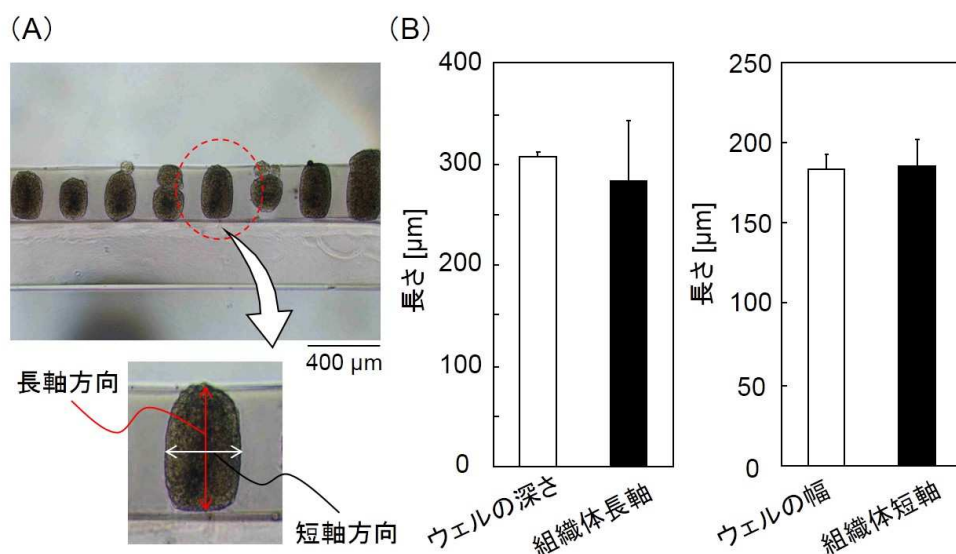 (A)
400 µm
長軸方向
短軸方向
(B)
長さ [µm]
400
300
200
100
0
ウェルの深さ
組織体長軸
長さ [µm]
250
200
150
100
50
0
ウェルの幅
組織体短軸